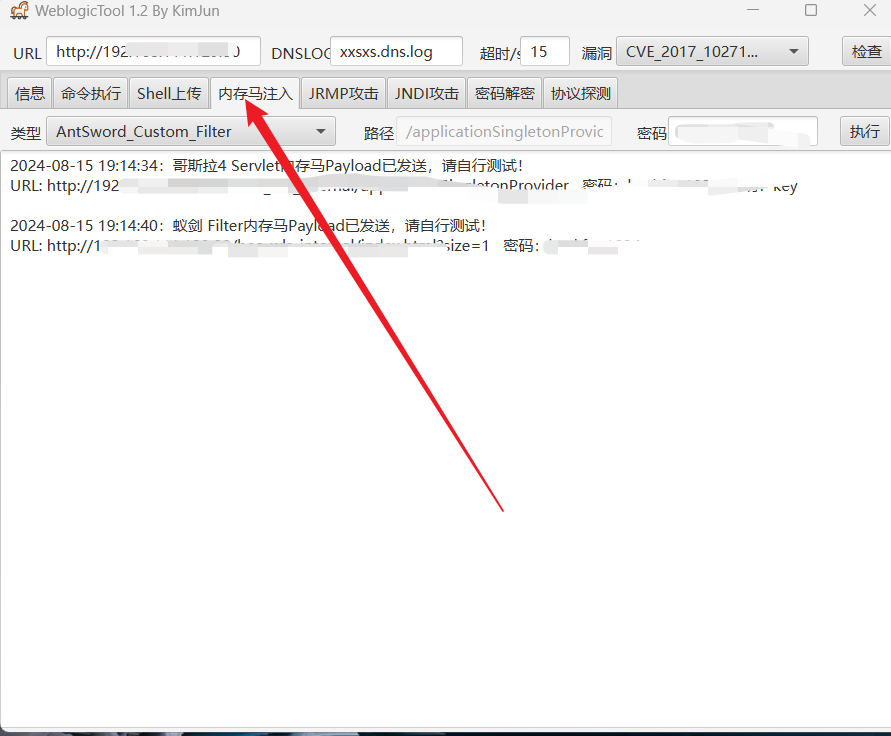 WeblogicTool 1.2 By KimJun
URL http://192. DNSLOG xxsxs.dns.log 超时/s 15 漏洞 CVE_2017_10271... 检查
信息 命令执行 Shell上传 内存马注入 JRMP攻击 JNDI攻击 密码解密 协议探测
类型 AntSword_Custom_Filter 路径 /applicationSingletonProvic 密码 执行
2024-08-15 19:14:34：哥斯拉4 Servlet内存马Payload已发送，请自行测试！
URL: http://192 SingletonProvider 密码： key
2024-08-15 19:14:40：蚁剑 Filter内存马Payload已发送，请自行测试！
URL: http://1 size=1 密码：